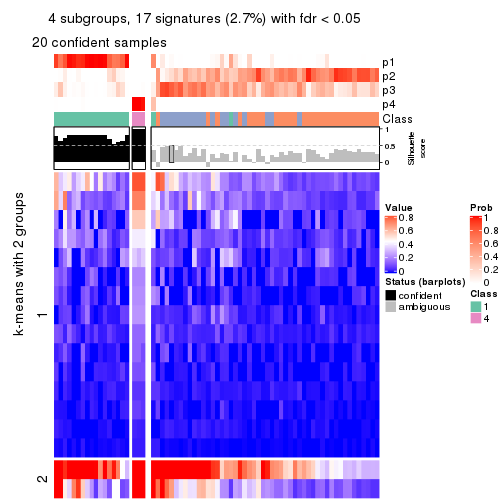 4 subgroups, 17 signatures (2.7%) with fdr < 0.05
20 confident samples
p1
p2
p3
p4
Class
1
0.5
0
Silhouette
score
k-means with 2 groups
1
2
Value
0.8
0.6
0.4
0.2
0
Prob
1
0.8
0.6
0.4
0.2
0
Status (barplots)
confident
ambiguous
Class
1
4